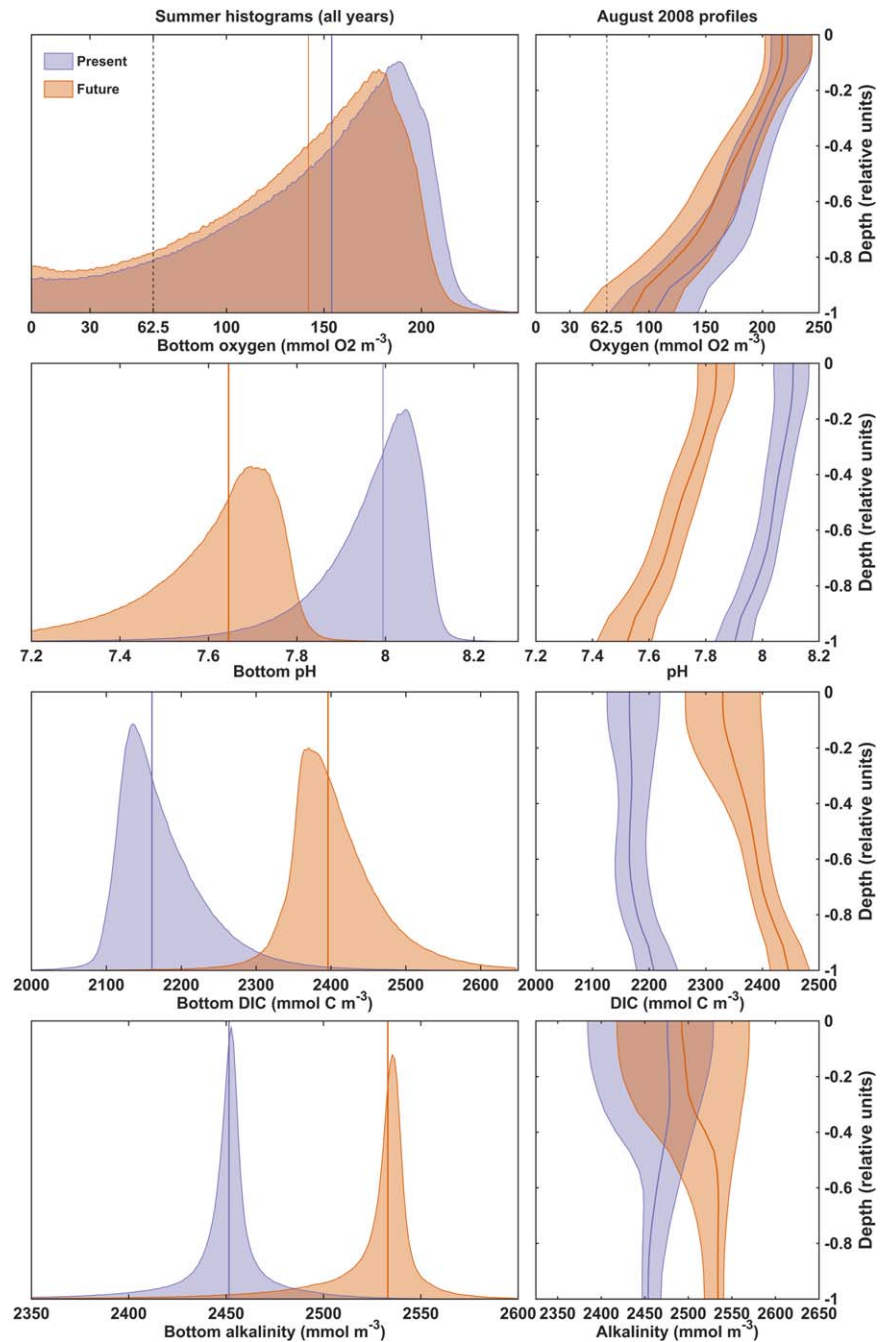 Summer histograms (all years)
August 2008 profiles
Present
Future
0
-0.2
-0.4
-0.6
-0.8
-1
Depth (relative units)
0 30 62.5 100 150 200
0 30 62.5 100 150 200 250
Bottom oxygen (mmol O2 m⁻³)
Oxygen (mmol O2 m⁻³)
0
-0.2
-0.4
-0.6
-0.8
-1
Depth (relative units)
7.2 7.4 7.6 7.8 8
7.2 7.4 7.6 7.8 8 8.2
Bottom pH
pH
0
-0.2
-0.4
-0.6
-0.8
-1
Depth (relative units)
2000 2100 2200 2300 2400 2500 2600
2000 2100 2200 2300 2400 2500
Bottom DIC (mmol C m⁻³)
DIC (mmol C m⁻³)
0
-0.2
-0.4
-0.6
-0.8
-1
Depth (relative units)
2350 2400 2450 2500 2550 2600
2350 2400 2450 2500 2550 2600 2650
Bottom alkalinity (mmol m⁻³)
Alkalinity (mmol m⁻³)